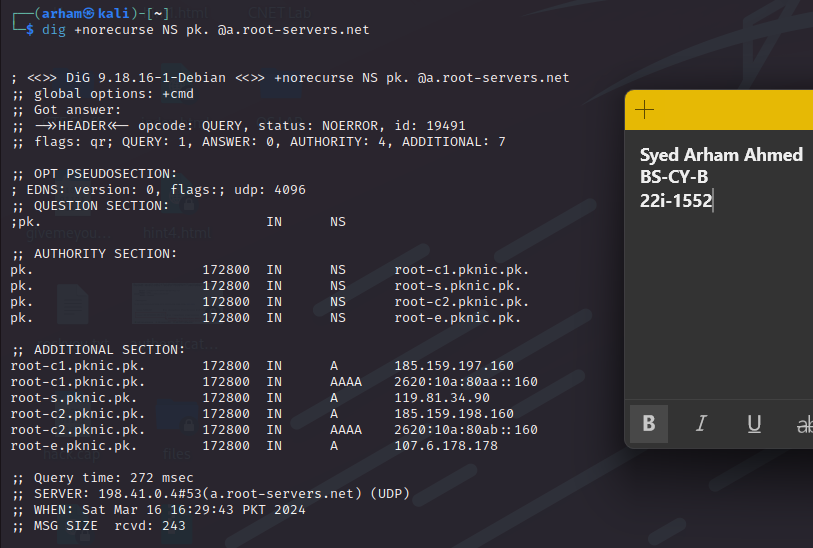 ┌──(arham㉿kali)-[~]
└─$ dig +norecurse NS pk. @a.root-servers.net
; <<>> DiG 9.18.16-1-Debian <<>> +norecurse NS pk. @a.root-servers.net
;; global options: +cmd
;; Got answer:
;; ->>HEADER<<- opcode: QUERY, status: NOERROR, id: 19491
;; flags: qr; QUERY: 1, ANSWER: 0, AUTHORITY: 4, ADDITIONAL: 7
;; OPT PSEUDOSECTION:
; EDNS: version: 0, flags:; udp: 4096
;; QUESTION SECTION:
;pk. IN NS
;; AUTHORITY SECTION:
pk. 172800 IN NS root-c1.pknic.pk.
pk. 172800 IN NS root-s.pknic.pk.
pk. 172800 IN NS root-c2.pknic.pk.
pk. 172800 IN NS root-e.pknic.pk.
;; ADDITIONAL SECTION:
root-c1.pknic.pk. 172800 IN A 185.159.197.160
root-c1.pknic.pk. 172800 IN AAAA 2620:10a:80aa::160
root-s.pknic.pk. 172800 IN A 119.81.34.90
root-c2.pknic.pk. 172800 IN A 185.159.198.160
root-c2.pknic.pk. 172800 IN AAAA 2620:10a:80ab::160
root-e.pknic.pk. 172800 IN A 107.6.178.178
;; Query time: 272 msec
;; SERVER: 198.41.0.4#53(a.root-servers.net) (UDP)
;; WHEN: Sat Mar 16 16:29:43 PKT 2024
;; MSG SIZE rcvd: 243
Syed Arham Ahmed
BS-CY-B
22i-1552
B I U ab